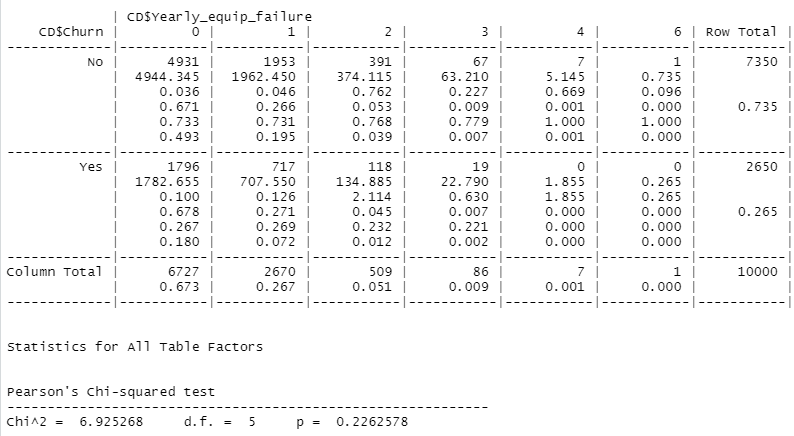 | CD$Yearly_equip_failure
CD$Churn | 0 | 1 | 2 | 3 | 4 | 6 | Row Total |
-------------|-----------|-----------|-----------|-----------|-----------|-----------|-----------|
No | 4931 | 1953 | 391 | 67 | 7 | 1 | 7350 |
| 4944.345 | 1962.450 | 374.115 | 63.210 | 5.145 | 0.735 | |
| 0.036 | 0.046 | 0.762 | 0.227 | 0.669 | 0.096 | |
| 0.671 | 0.266 | 0.053 | 0.009 | 0.001 | 0.000 | 0.735 |
| 0.733 | 0.731 | 0.768 | 0.779 | 1.000 | 1.000 | |
| 0.493 | 0.195 | 0.039 | 0.007 | 0.001 | 0.000 | |
-------------|-----------|-----------|-----------|-----------|-----------|-----------|-----------|
Yes | 1796 | 717 | 118 | 19 | 0 | 0 | 2650 |
| 1782.655 | 707.550 | 134.885 | 22.790 | 1.855 | 0.265 | |
| 0.100 | 0.126 | 2.114 | 0.630 | 1.855 | 0.265 | |
| 0.678 | 0.271 | 0.045 | 0.007 | 0.000 | 0.000 | 0.265 |
| 0.267 | 0.269 | 0.232 | 0.221 | 0.000 | 0.000 | |
| 0.180 | 0.072 | 0.012 | 0.002 | 0.000 | 0.000 | |
-------------|-----------|-----------|-----------|-----------|-----------|-----------|-----------|
Column Total | 6727 | 2670 | 509 | 86 | 7 | 1 | 10000 |
| 0.673 | 0.267 | 0.051 | 0.009 | 0.001 | 0.000 | |
-------------|-----------|-----------|-----------|-----------|-----------|-----------|-----------|
Statistics for All Table Factors
Pearson's Chi-squared test
------------------------------------------------------------
Chi^2 = 6.925268 d.f. = 5 p = 0.2262578